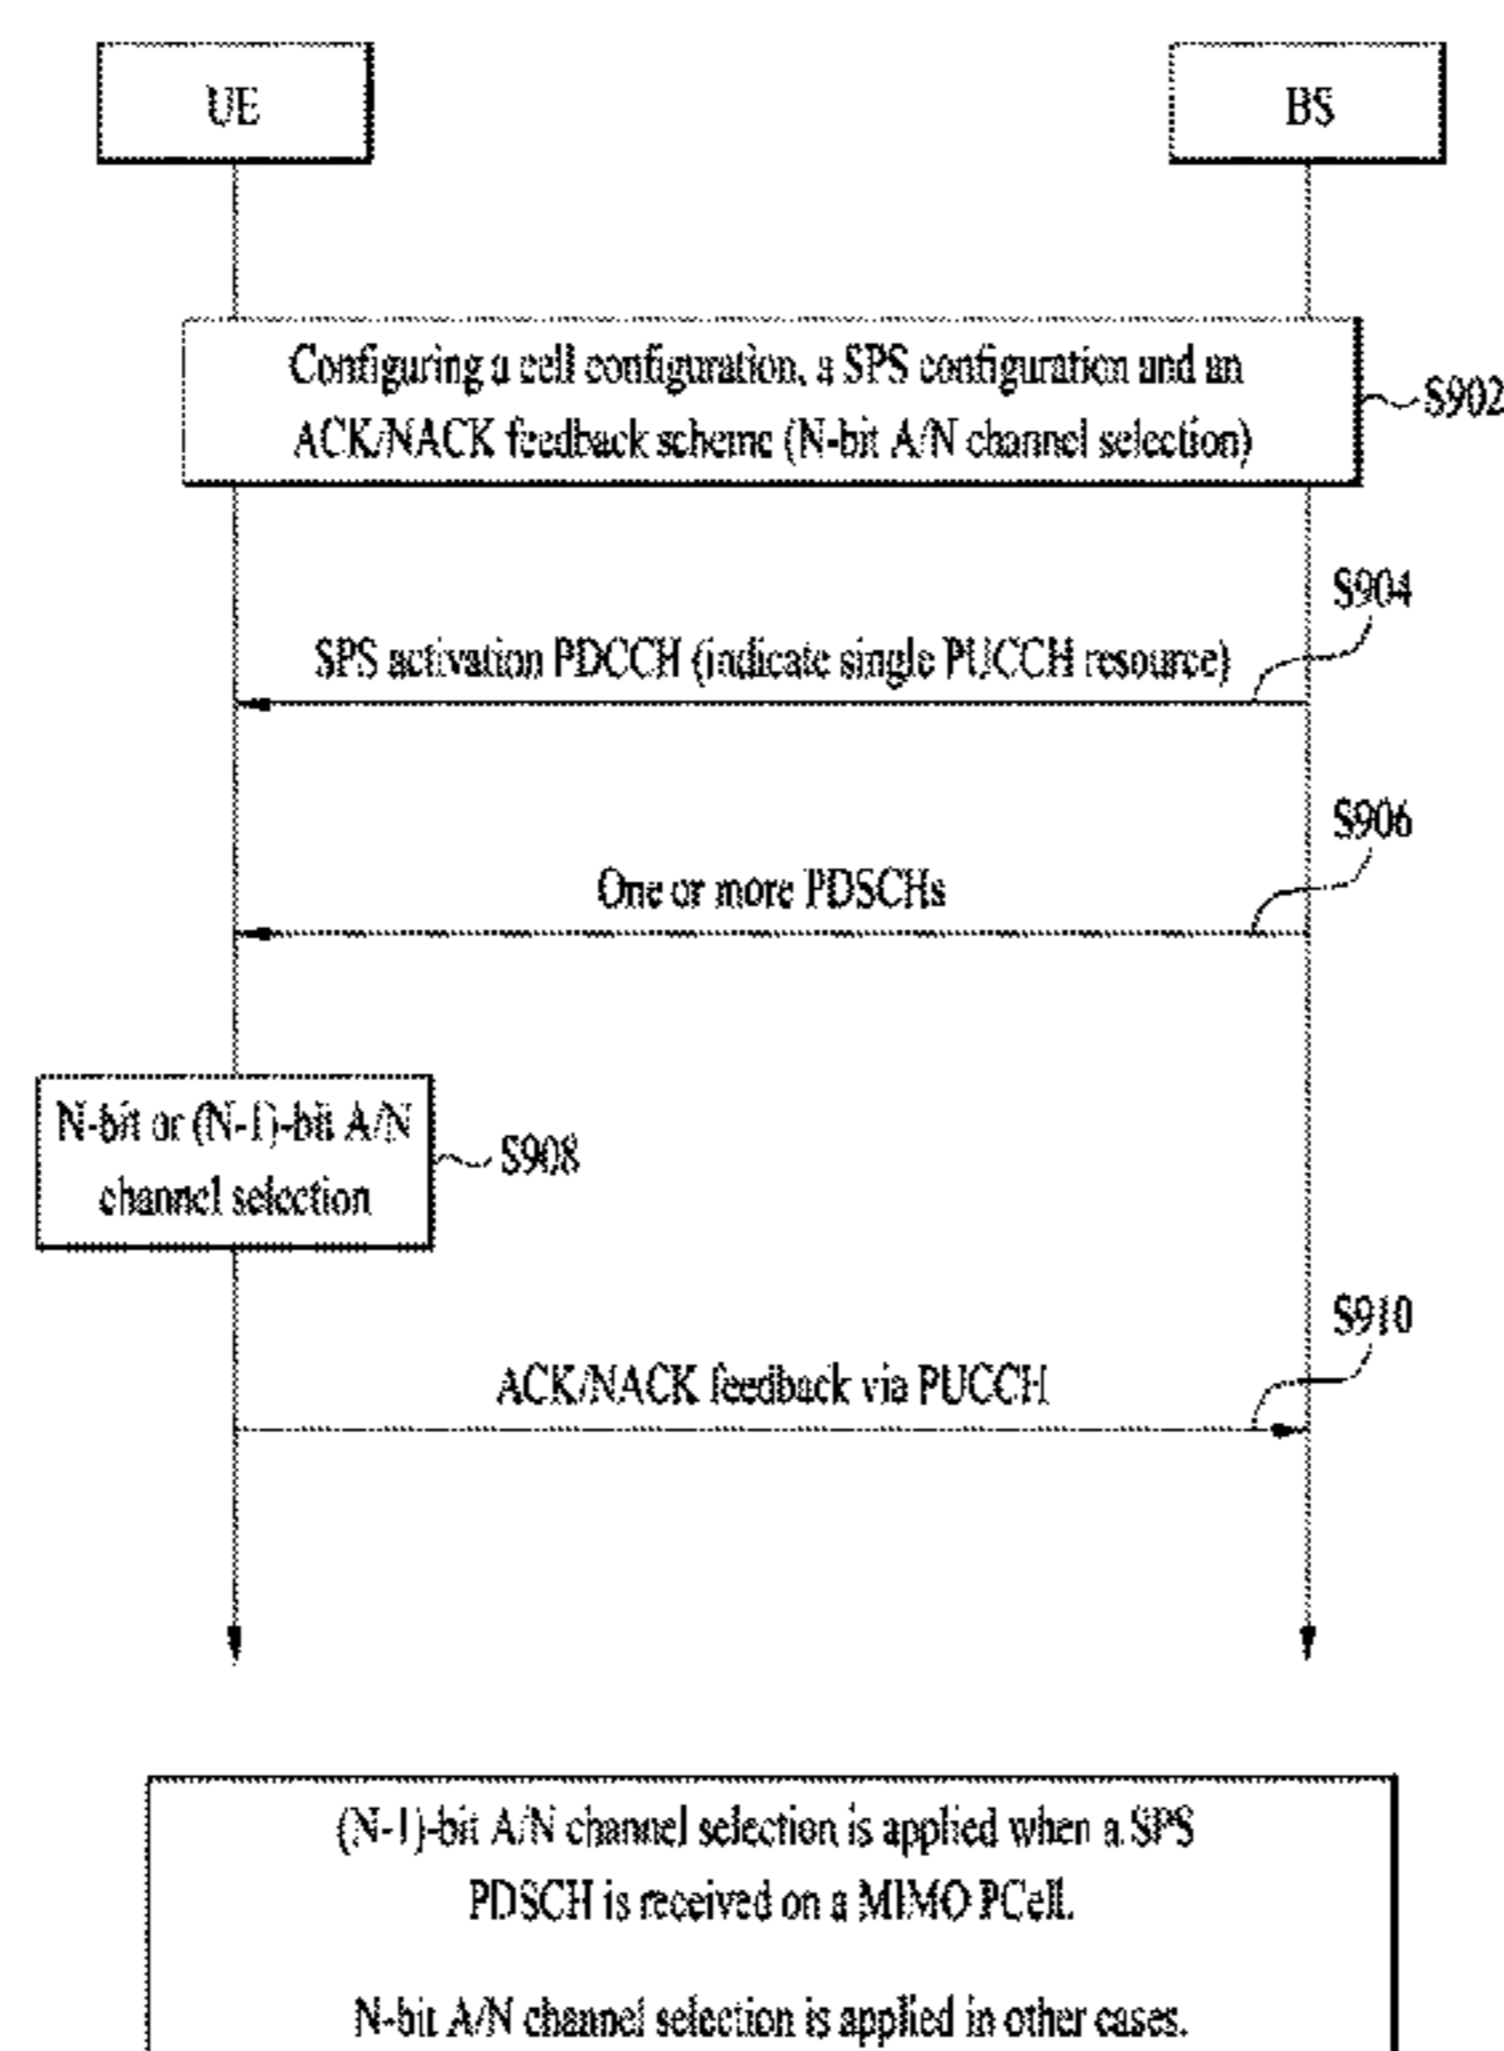 UE
BS
Configuring a cell configuration, a SPS configuration and an
ACK/NACK feedback scheme (N-bit A/N channel selection)
S902
S904
SPS activation PDCCH (indicate single PUCCH resource)
S906
One or more PDSCHs
N-bit or (N-1)-bit A/N
channel selection
S908
S910
ACK/NACK feedback via PUCCH
(N-1)-bit A/N channel selection is applied when a SPS
PDSCH is received on a MIMO PCell.
N-bit A/N channel selection is applied in other cases.